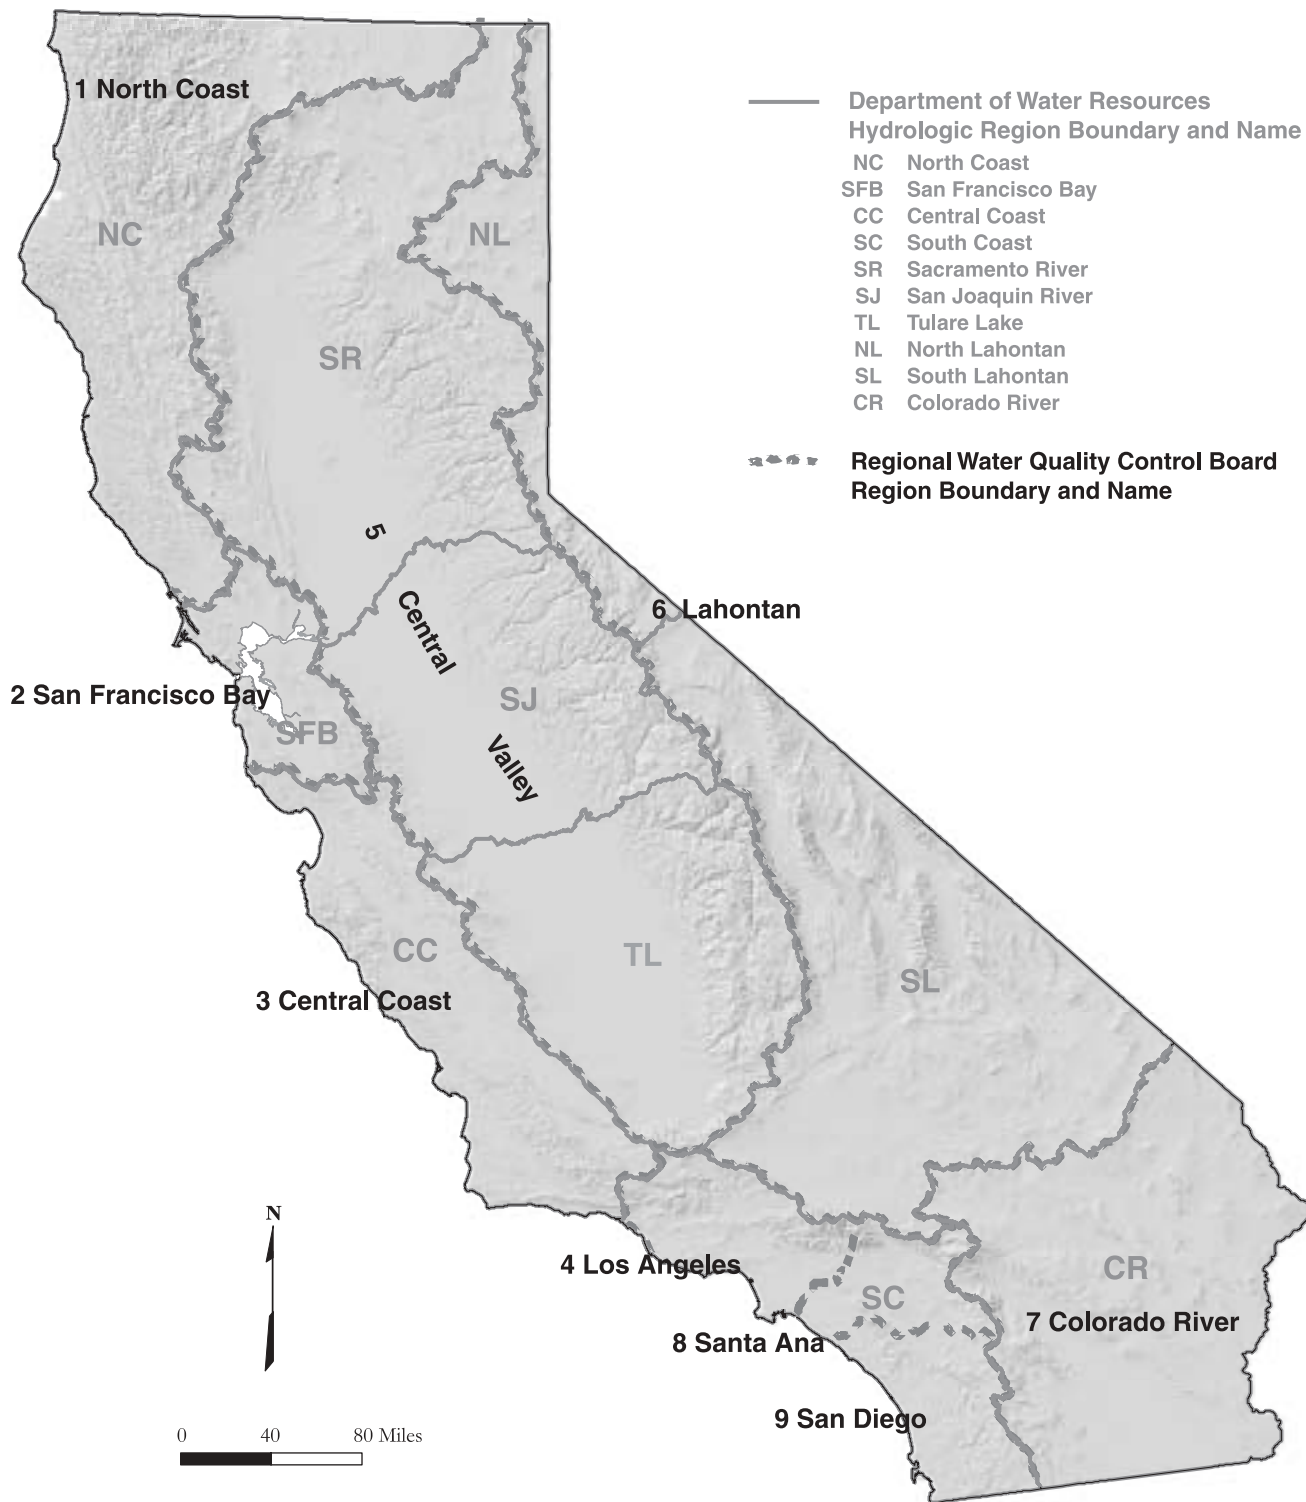 1 North Coast
Department of Water Resources
Hydrologic Region Boundary and Name
NC North Coast
SFB San Francisco Bay
CC Central Coast
SC South Coast
SR Sacramento River
SJ San Joaquin River
TL Tulare Lake
NL North Lahontan
SL South Lahontan
CR Colorado River
Regional Water Quality Control Board
Region Boundary and Name
NC
NL
SR
5
Central
Valley
6 Lahontan
2 San Francisco Bay
SJ
SFB
CC
TL
SL
3 Central Coast
N
4 Los Angeles
SC
CR
7 Colorado River
8 Santa Ana
9 San Diego
0 40 80 Miles